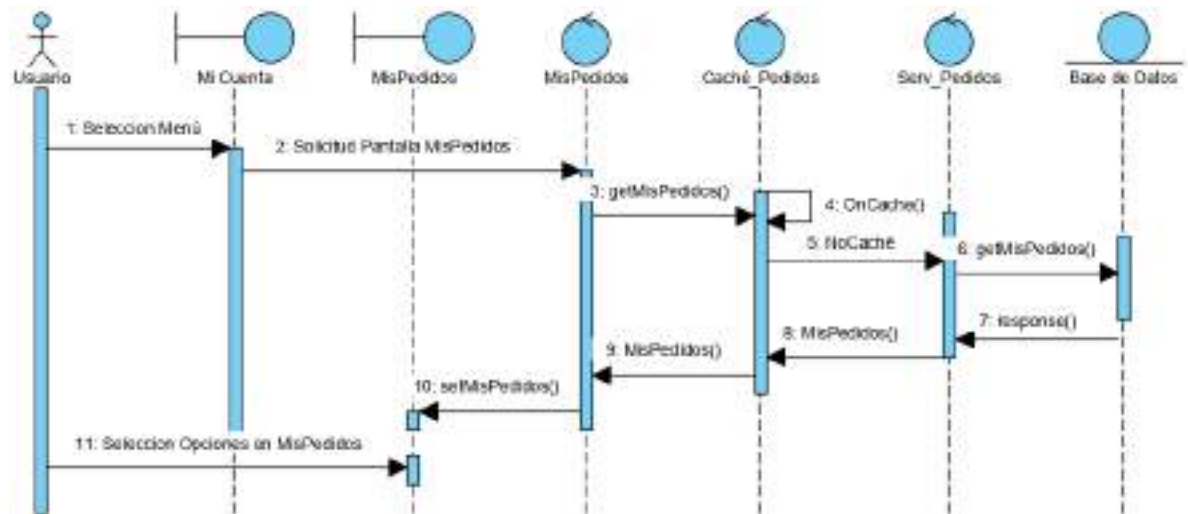 Usuario
Mi Cuenta
MisPedidos
MisPedidos
Caché_Pedidos
Serv_Pedidos
Base de Datos
1: Seleccion Menú
2: Solicitud Pantalla MisPedidos
3: getMisPedidos()
4: OnCache()
5: NoCaché
6: getMisPedidos()
7: response()
8: MisPedidos()
9: MisPedidos()
10: setMisPedidos()
11: Seleccion Opciones en MisPedidos